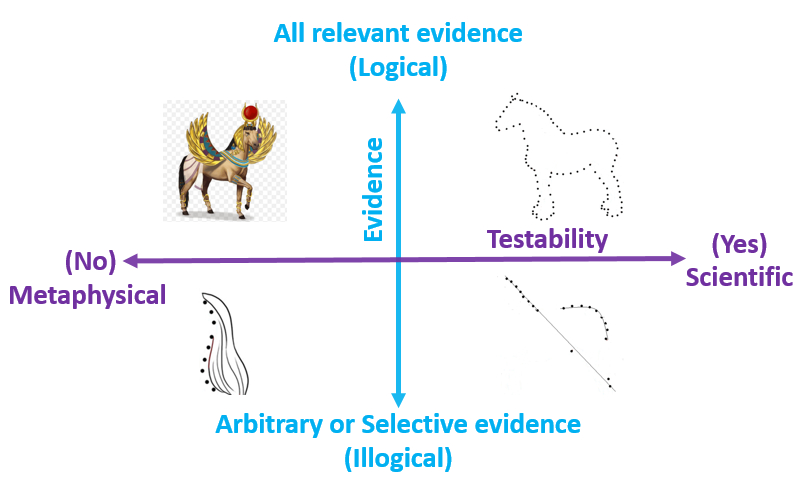 All relevant evidence
(Logical)
Evidence
Testability
(No)
Metaphysical
(Yes)
Scientific
Arbitrary or Selective evidence
(Illogical)